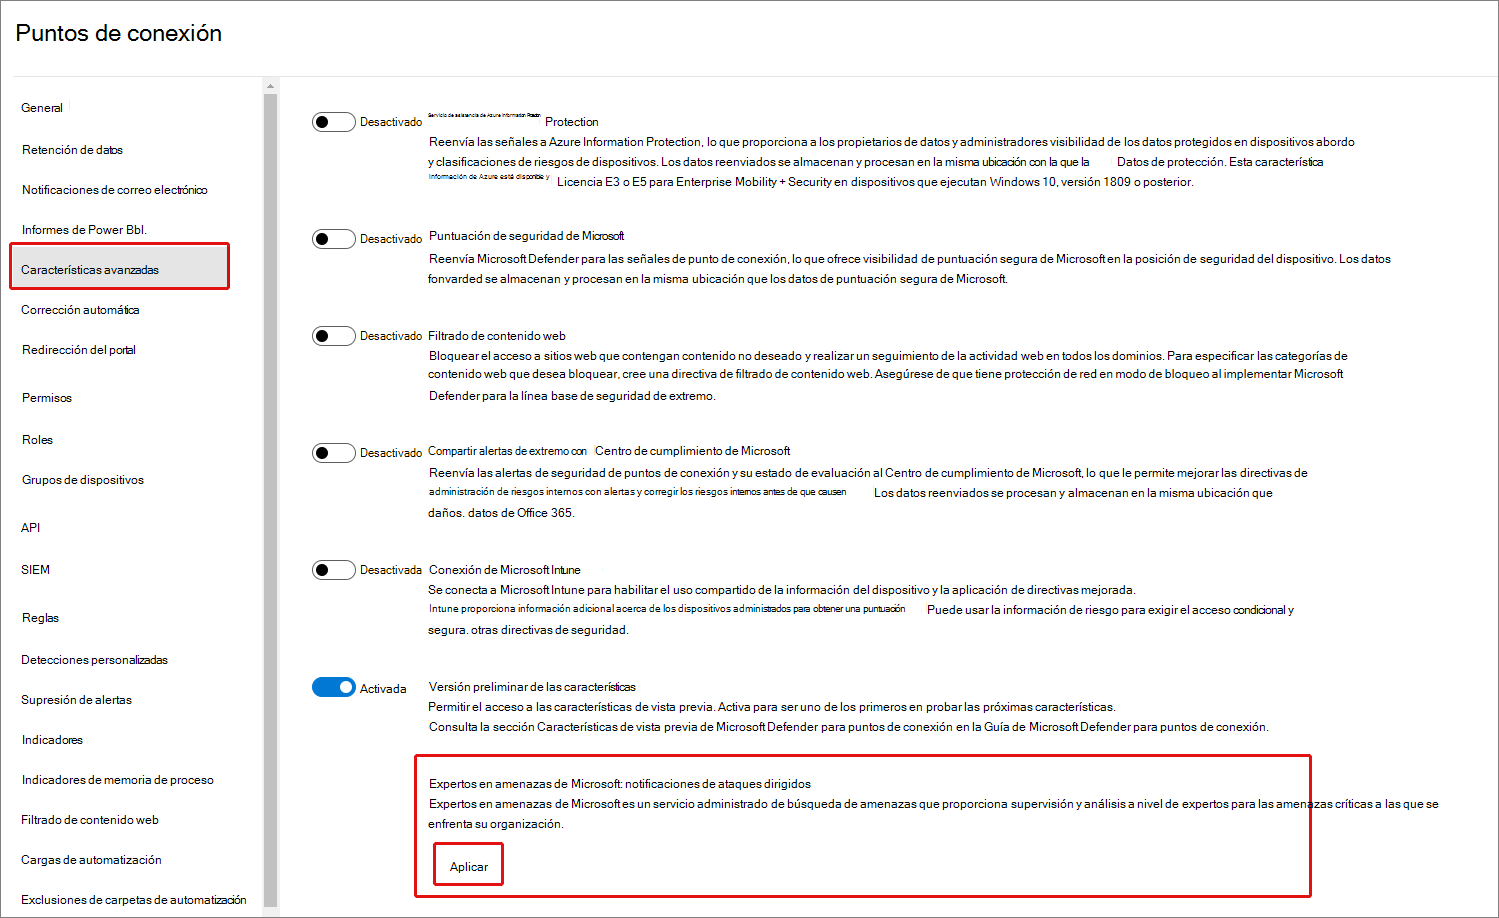 Puntos de conexión
General
Retención de datos
Notificaciones de correo electrónico
Informes de Power Bbl.
Características avanzadas
Corrección automática
Redirección del portal
Permisos
Roles
Grupos de dispositivos
API
SIEM
Reglas
Detecciones personalizadas
Supresión de alertas
Indicadores
Indicadores de memoria de proceso
Filtrado de contenido web
Cargas de automatización
Exclusiones de carpetas de automatización
Desactivado Servicio de asistencia de Azure Information Protection Protection
Reenvía las señales a Azure Information Protection, lo que proporciona a los propietarios de datos y administradores visibilidad de los datos protegidos en dispositivos abordo
y clasificaciones de riesgos de dispositivos. Los datos reenviados se almacenan y procesan en la misma ubicación con la que la Datos de protección. Esta característica
Información de Azure está disponible y Licencia E3 o E5 para Enterprise Mobility + Security en dispositivos que ejecutan Windows 10, versión 1809 o posterior.
Desactivado Puntuación de seguridad de Microsoft
Reenvía Microsoft Defender para las señales de punto de conexión, lo que ofrece visibilidad de puntuación segura de Microsoft en la posición de seguridad del dispositivo. Los datos
fonvarded se almacenan y procesan en la misma ubicación que los datos de puntuación segura de Microsoft.
Desactivado Filtrado de contenido web
Bloquear el acceso a sitios web que contengan contenido no deseado y realizar un seguimiento de la actividad web en todos los dominios. Para especificar las categorías de
contenido web que desea bloquear, cree una directiva de filtrado de contenido web. Asegúrese de que tiene protección de red en modo de bloqueo al implementar Microsoft
Defender para la línea base de seguridad de extremo.
Desactivado Compartir alertas de extremo con Centro de cumplimiento de Microsoft
Reenvía las alertas de seguridad de puntos de conexión y su estado de evaluación al Centro de cumplimiento de Microsoft, lo que le permite mejorar las directivas de
administración de riesgos internos con alertas y corregir los riesgos internos antes de que causen Los datos reenviados se procesan y almacenan en la misma ubicación que
daños. datos de Office 365.
Desactivada Conexión de Microsoft Intune
Se conecta a Microsoft Intune para habilitar el uso compartido de la información del dispositivo y la aplicación de directivas mejorada.
Intune proporciona información adicional acerca de los dispositivos administrados para obtener una puntuación Puede usar la información de riesgo para exigir el acceso condicional y
segura. otras directivas de seguridad.
Activada Versión preliminar de las características
Permitir el acceso a las características de vista previa. Activa para ser uno de los primeros en probar las próximas características.
Consulta la sección Características de vista previa de Microsoft Defender para puntos de conexión en la Guía de Microsoft Defender para puntos de conexión.
Expertos en amenazas de Microsoft: notificaciones de ataques dirigidos
Expertos en amenazas de Microsoft es un servicio administrado de búsqueda de amenazas que proporciona supervisión y análisis a nivel de expertos para las amenazas críticas a las que se
enfrenta su organización.
Aplicar